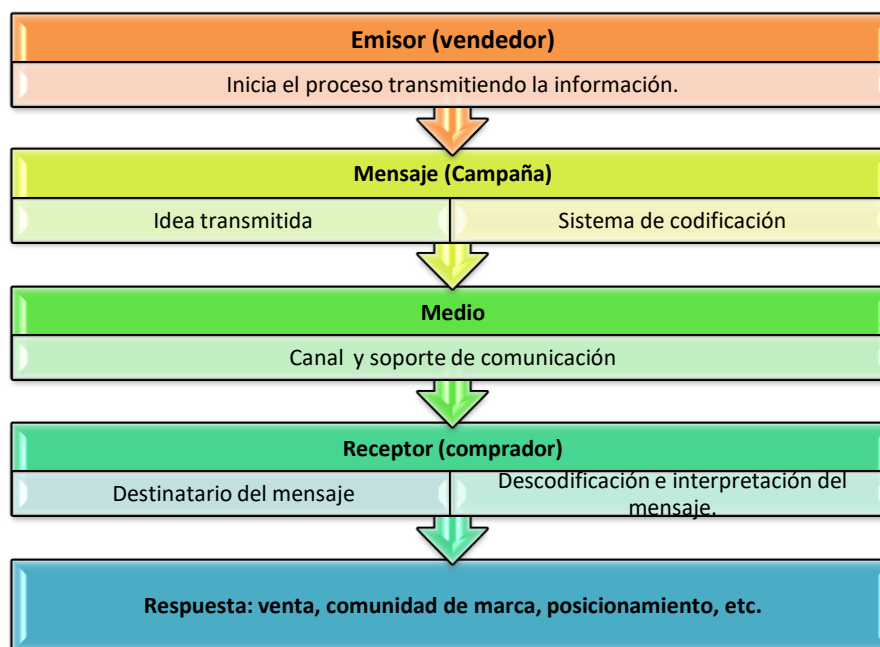 Emisor (vendedor)
Inicia el proceso transmitiendo la información.
Mensaje (Campaña)
Idea transmitida
Sistema de codificación
Medio
Canal y soporte de comunicación
Receptor (comprador)
Destinatario del mensaje
Descodificación e interpretación del
mensaje.
Respuesta: venta, comunidad de marca, posicionamiento, etc.